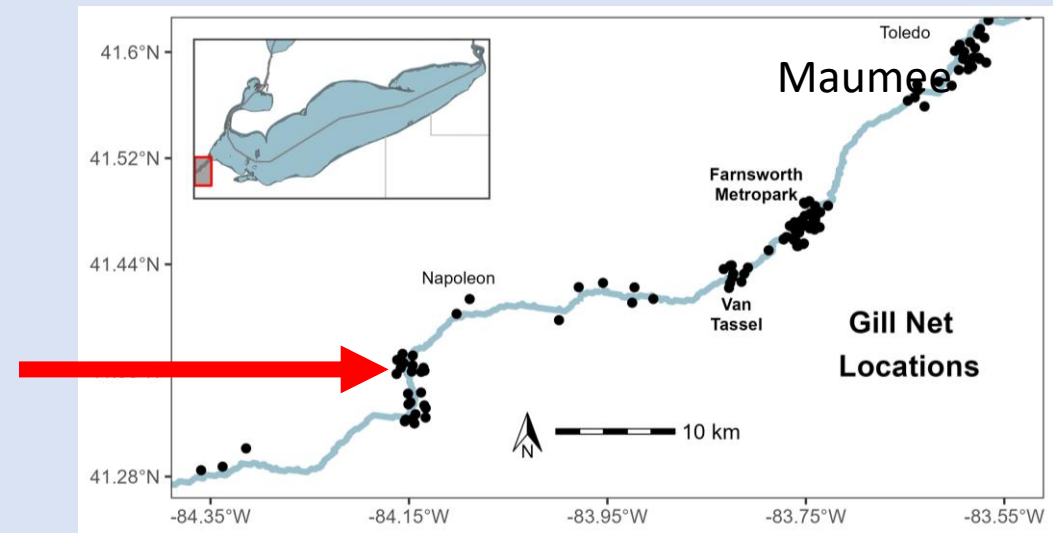 Toledo
41.6°N
Maumee
41.52°N
Farnsworth
Metropark
41.44°N
Napoleon
Van
Tassel
Gill Net
Locations
N
10 km
41.28°N
-84.35°W
-84.15°W
-83.95°W
-83.75°W
-83.55°W